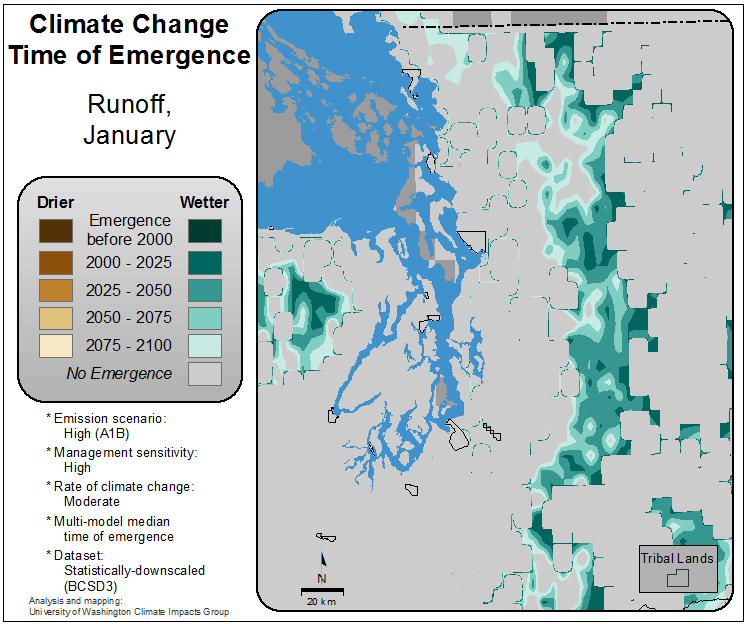 Climate Change
Time of Emergence
Runoff,
January
Drier
Wetter
Emergence
before 2000
2000 - 2025
2025 - 2050
2050 - 2075
2075 - 2100
No Emergence
* Emission scenario:
High (A1B)
* Management sensitivity:
High
* Rate of climate change:
Moderate
* Multi-model median
time of emergence
* Dataset:
Statistically-downscaled
(BCSD3)
Analysis and mapping:
University of Washington Climate Impacts Group
N
20 km
Tribal Lands